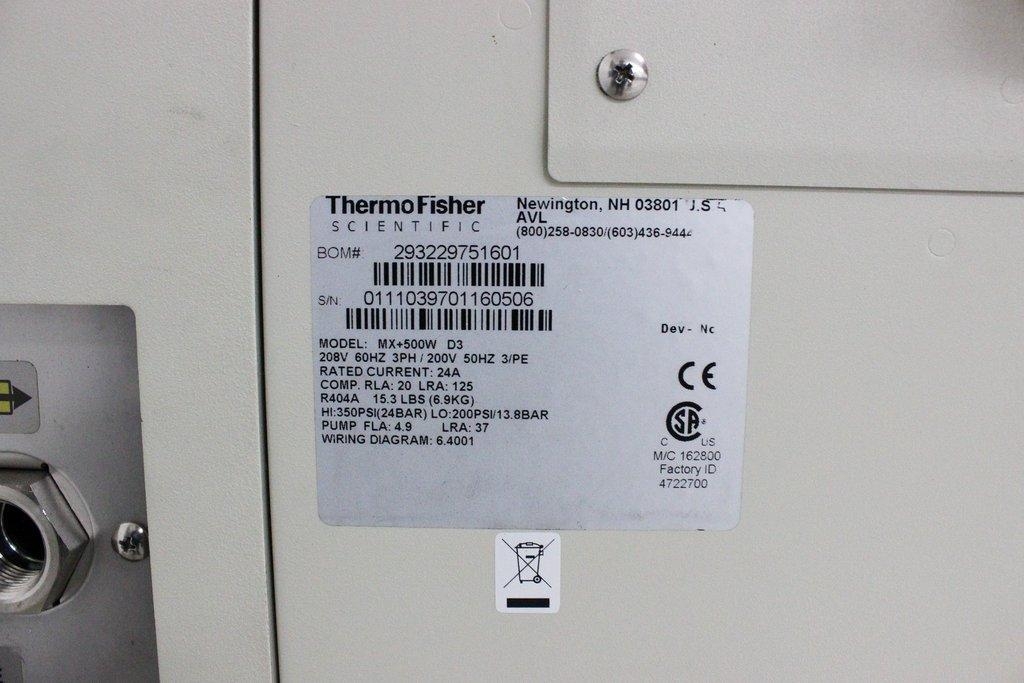 ThermoFisher
SCIENTIFIC
Newington, NH 03801
AVL
(800)258-0830/(603)436-944
BOM#: 293229751601
S/N: 0111039701160506
Dev- Nc
MODEL: MX+500W D3
208V 60HZ 3PH / 200V 50HZ 3/PE
RATED CURRENT: 24A
COMP. RLA: 20 LRA: 125
R404A 15.3 LBS (6.9KG)
HI:350PSI(24BAR) LO:200PSI/13.8BAR
PUMP FLA: 4.9 LRA: 37
WIRING DIAGRAM: 6.4001
CE
SA®
C US
M/C 162800
Factory ID
4722700